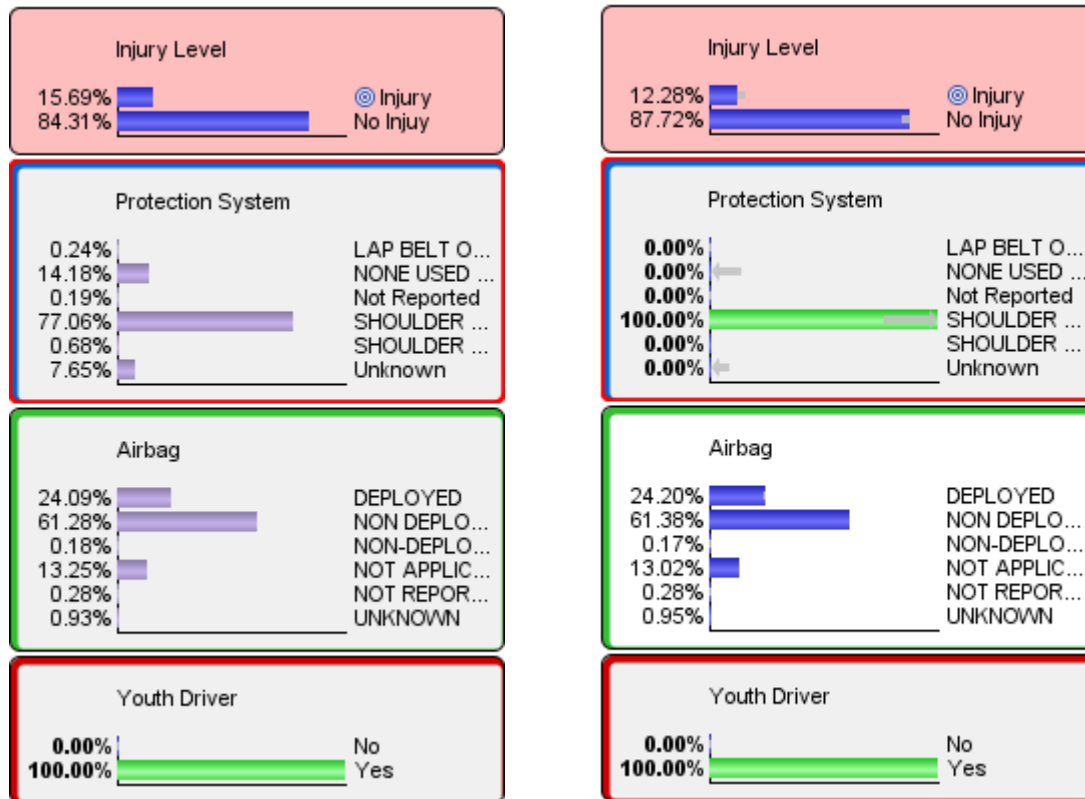 Injury Level
15.69% Injury
84.31% No Injuy
Protection System
0.24% LAP BELT O...
14.18% NONE USED ...
0.19% Not Reported
77.06% SHOULDER ...
0.68% SHOULDER ...
7.65% Unknown
Airbag
24.09% DEPLOYED
61.28% NON DEPLO...
0.18% NON-DEPLO...
13.25% NOT APPLIC...
0.28% NOT REPOR...
0.93% UNKNOWN
Youth Driver
0.00% No
100.00% Yes
Injury Level
12.28% Injury
87.72% No Injuy
Protection System
0.00% LAP BELT O...
0.00% NONE USED ...
0.00% Not Reported
100.00% SHOULDER ...
0.00% SHOULDER ...
0.00% Unknown
Airbag
24.20% DEPLOYED
61.38% NON DEPLO...
0.17% NON-DEPLO...
13.02% NOT APPLIC...
0.28% NOT REPOR...
0.95% UNKNOWN
Youth Driver
0.00% No
100.00% Yes